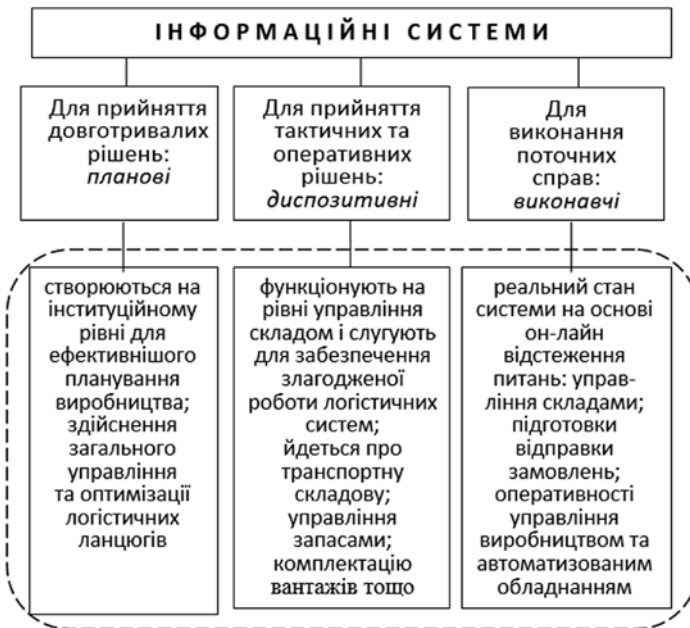 ІНФОРМАЦІЙНІ СИСТЕМИ
Для прийняття
довготривалих
рішень:
планові
Для прийняття
тактичних та
оперативних
рішень:
диспозитивні
Для
виконання
поточних
справ:
виконавчі
створюються на
інституційному
рівні для
ефективнішого
планування
виробництва;
здійснення
загального
управління
та оптимізації
логістичних
ланцюгів
функціонують на
рівні управління
складом і слугують
для забезпечення
злагодженої
роботи логістичних
систем;
йдеться про
транспортну
складову;
управління
запасами;
комплектацію
вантажів тощо
реальний стан
системи на основі
он-лайн
відстеження
питань: управ-
ління складами;
підготовки
відправки
замовлень;
оперативності
управління
виробництвом та
автоматизованим
обладнанням